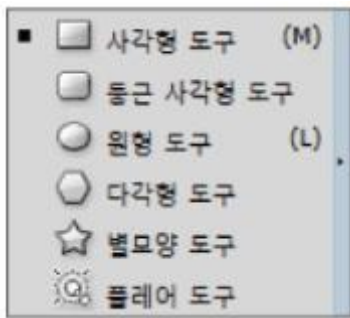 사각형 도구 (M)
둥근 사각형 도구
원형 도구 (L)
다각형 도구
별모양 도구
플레어 도구